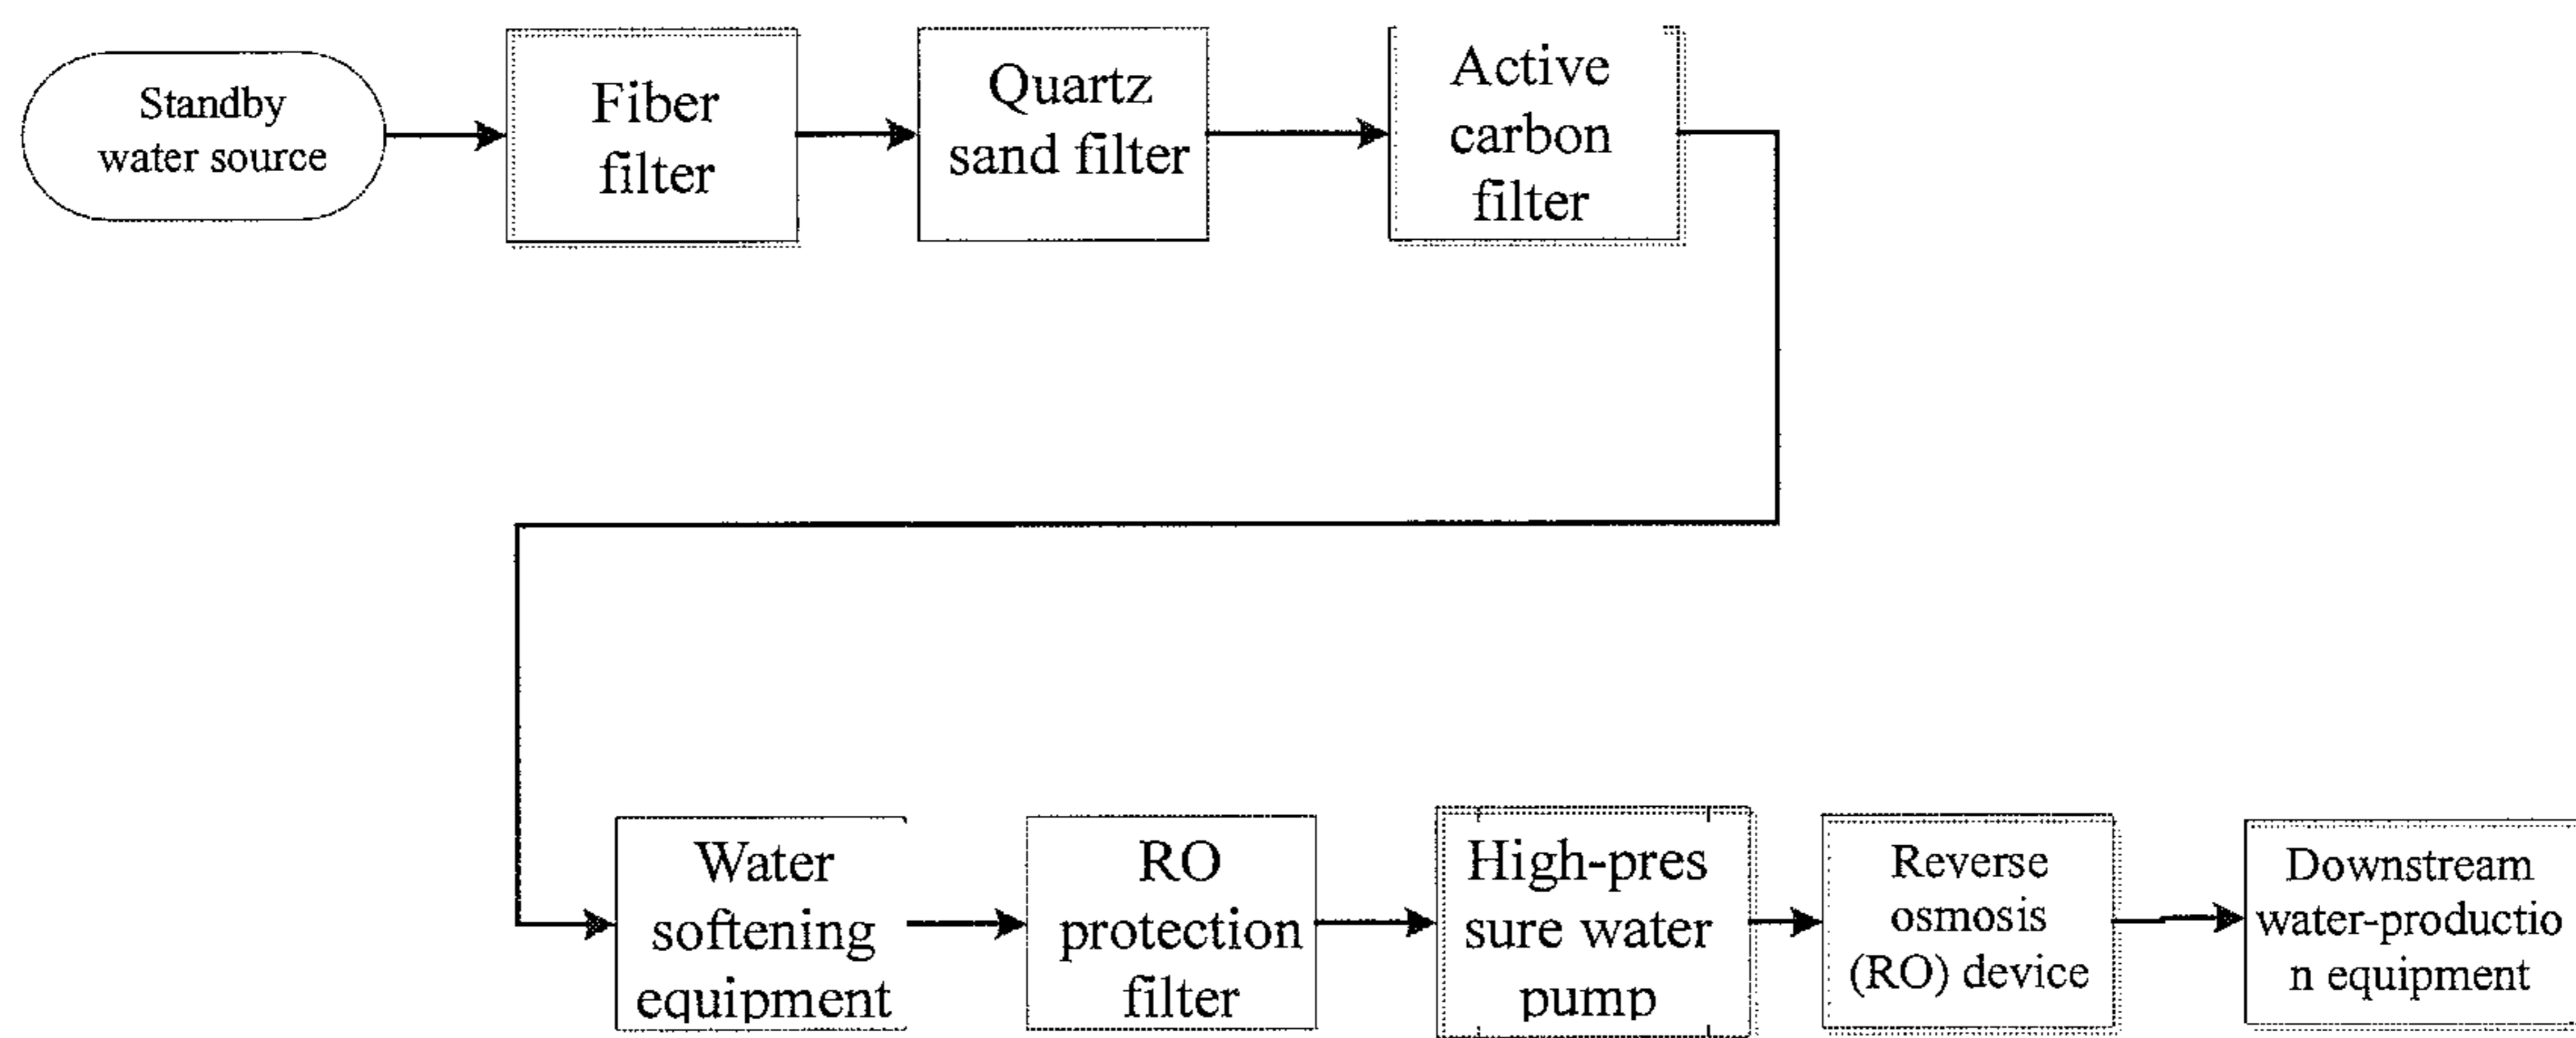 Standby
water source
Fiber
filter
Quartz
sand filter
Active
carbon
filter
Water
softening
equipment
RO
protection
filter
High-pres
sure water
pump
Reverse
osmosis
(RO) device
Downstream
water-productio
n equipment